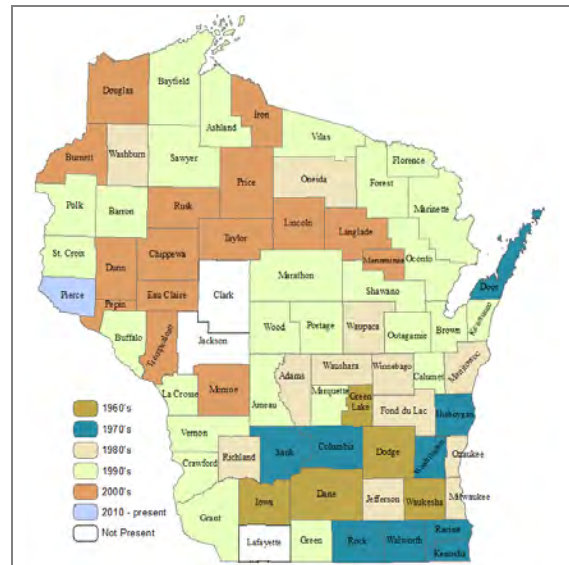 Bayfield
Douglas
Iron
Ashland
Vilas
Burnett
Washburn
Sawyer
Florence
Price
Oneida
Forest
Polk
Barron
Rusk
Marinette
Lincoln
Langlade
Taylor
Chippewa
St. Croix
Dunn
Menominee
Oconto
Door
Marathon
Pierce
Eau Claire
Clark
Shawano
Pepin
Buffalo
Trempealeau
Wood
Portage
Waupaca
Outagamie
Brown
Kewaunee
Jackson
Waushara
Winnebago
Adams
Calumet
Manitowoc
La Crosse
Monroe
Marquette
Green
Lake
Juneau
Fond du Lac
Sheboygan
Vernon
Sauk
Columbia
Dodge
Washington
Richland
Ozaukee
Crawford
Iowa
Dane
Jefferson
Waukesha
Milwaukee
Grant
Racine
Lafayette
Green
Rock
Walworth
Kenosha
1960's
1970's
1980's
1990's
2000's
2010 - present
Not Present